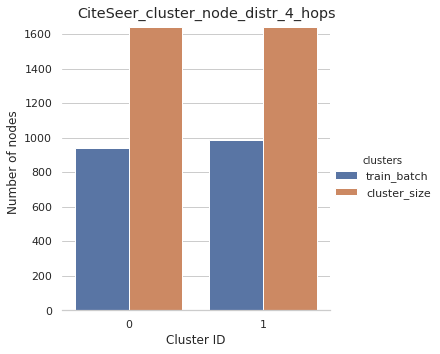 CiteSeer_cluster_node_distr_4_hops
1600
1400
1200
1000
800
600
400
200
0
Number of nodes
0 1
Cluster ID
clusters
train_batch
cluster_size